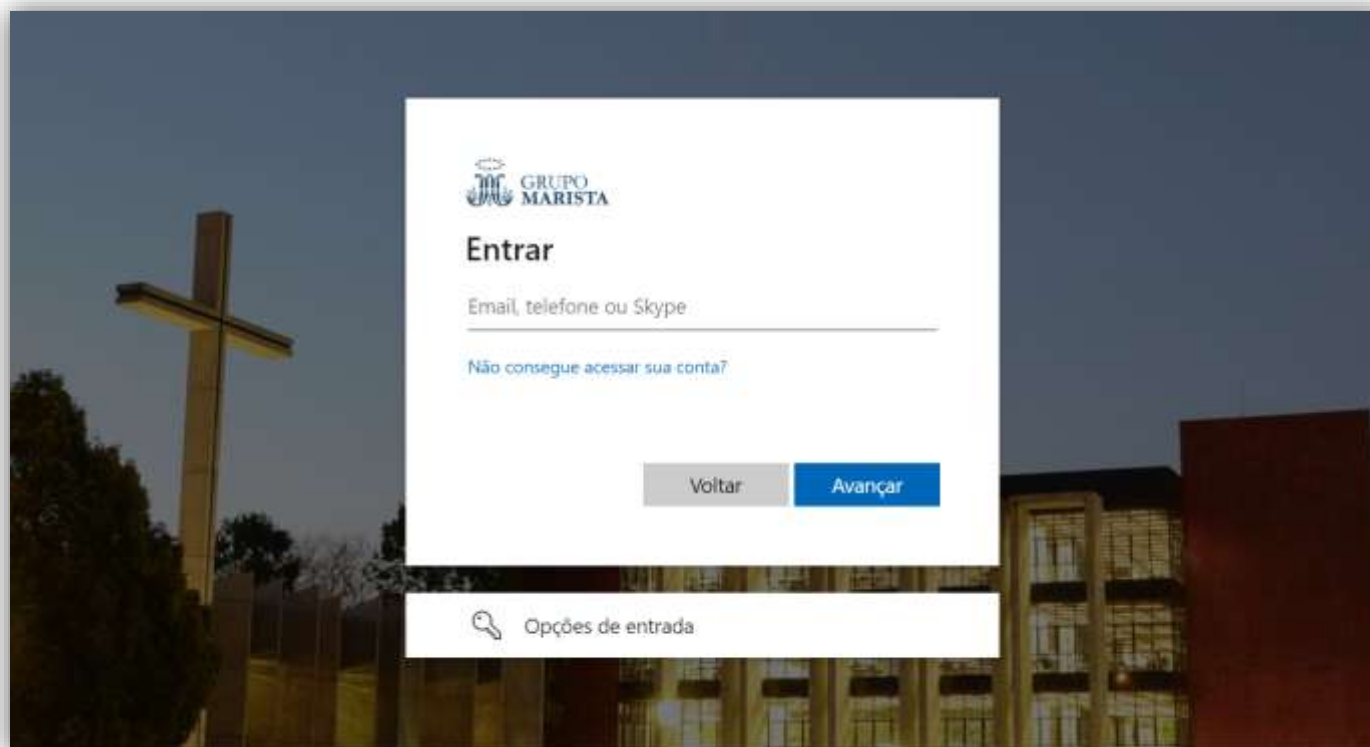 GRUPO
MARISTA
Entrar
Email, telefone ou Skype
Não consegue acessar sua conta?
Voltar
Avançar
Opções de entrada